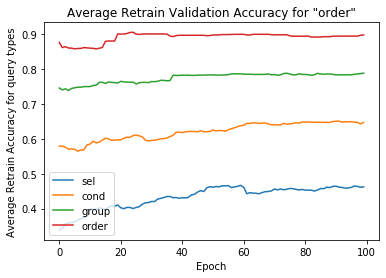 Average Retrain Validation Accuracy for "order"
Average Retrain Accuracy for query types
0.9
0.8
0.7
0.6
0.5
0.4
sel
cond
group
order
0 20 40 60 80 100
Epoch